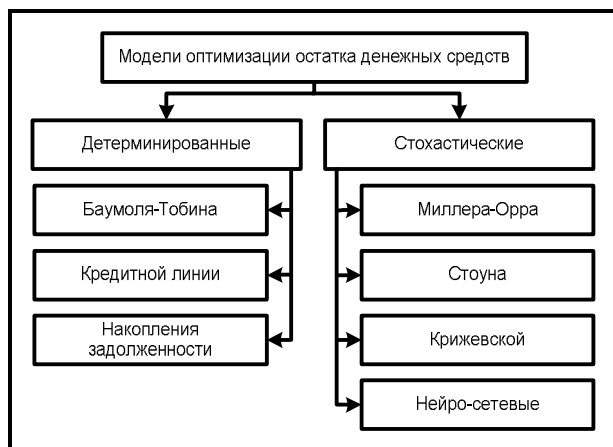 Модели оптимизации остатка денежных средств
Детерминированные
Стохастические
Баумоля-Тобина
Миллера-Орра
Кредитной линии
Стоуна
Накопления
задолженности
Крижевской
Нейро-сетевые